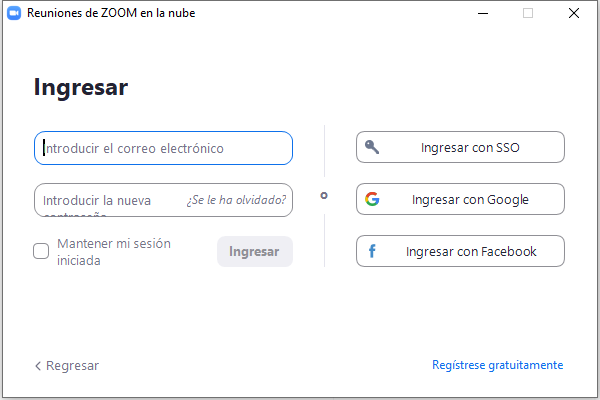 Reuniones de ZOOM en la nube
Ingresar
Introducir el correo electrónico
Introducir la nueva
contraseña
¿Se le ha olvidado?
Mantener mi sesión
iniciada
Ingresar
o
Ingresar con SSO
Ingresar con Google
Ingresar con Facebook
Regresar
Regístrese gratuitamente